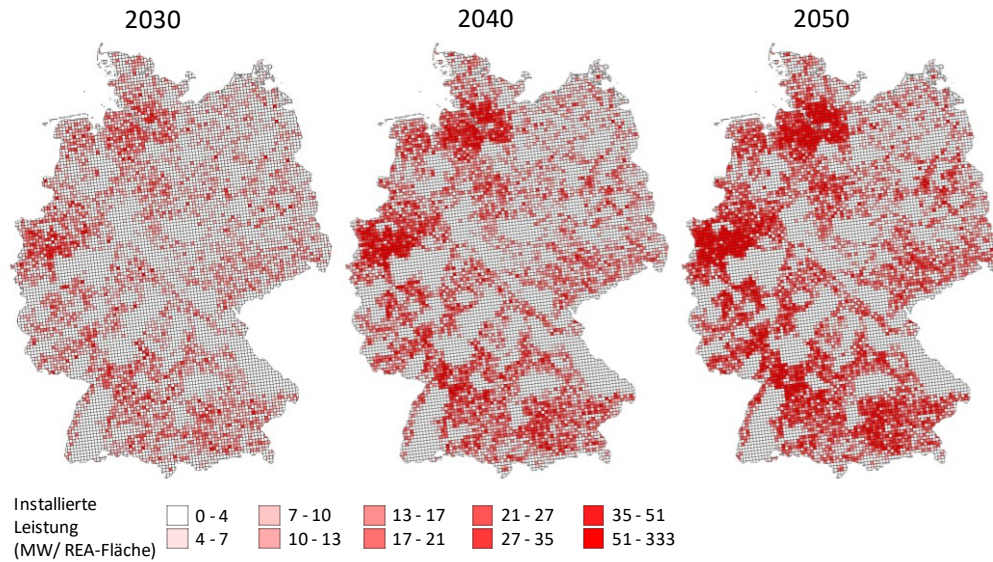 2030 2040 2050
Installierte
Leistung
(MW/ REA-Fläche)
0 - 4 7 - 10 13 - 17 21 - 27 35 - 51
4 - 7 10 - 13 17 - 21 27 - 35 51 - 333